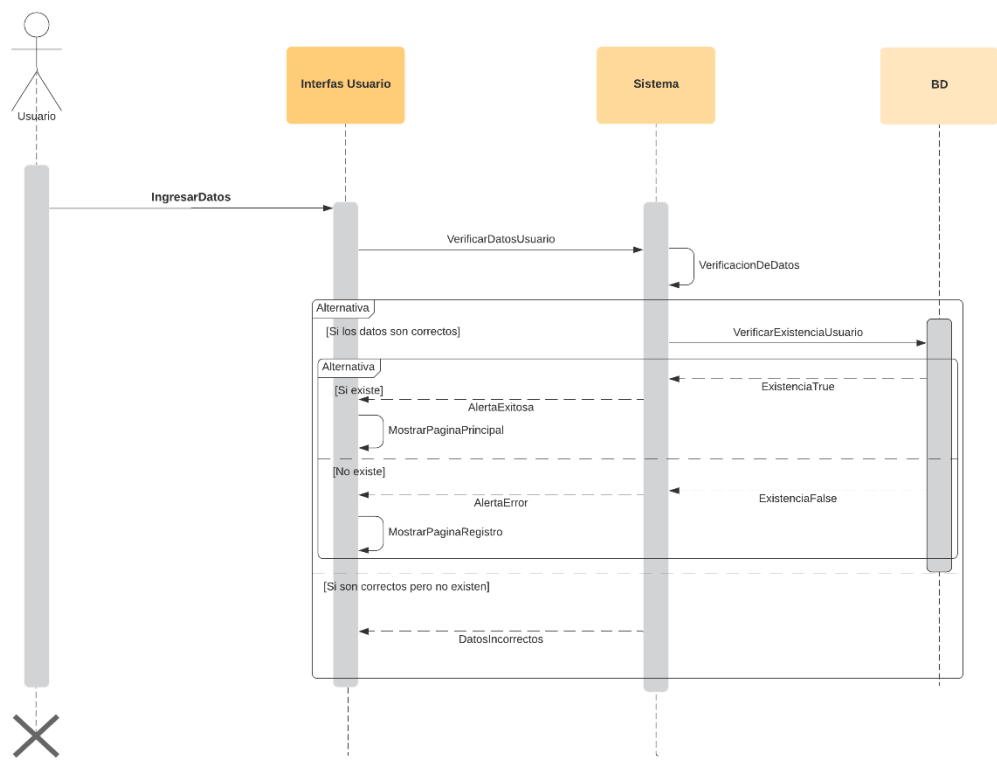 Usuario
Interfas Usuario
Sistema
BD
IngresarDatos
VerificarDatosUsuario
VerificacionDeDatos
Alternativa
[Si los datos son correctos]
VerificarExistenciaUsuario
Alternativa
[Si existe]
ExistenciaTrue
AlertaExitosa
MostrarPaginaPrincipal
[No existe]
ExistenciaFalse
AlertaError
MostrarPaginaRegistro
[Si son correctos pero no existen]
DatosIncorrectos